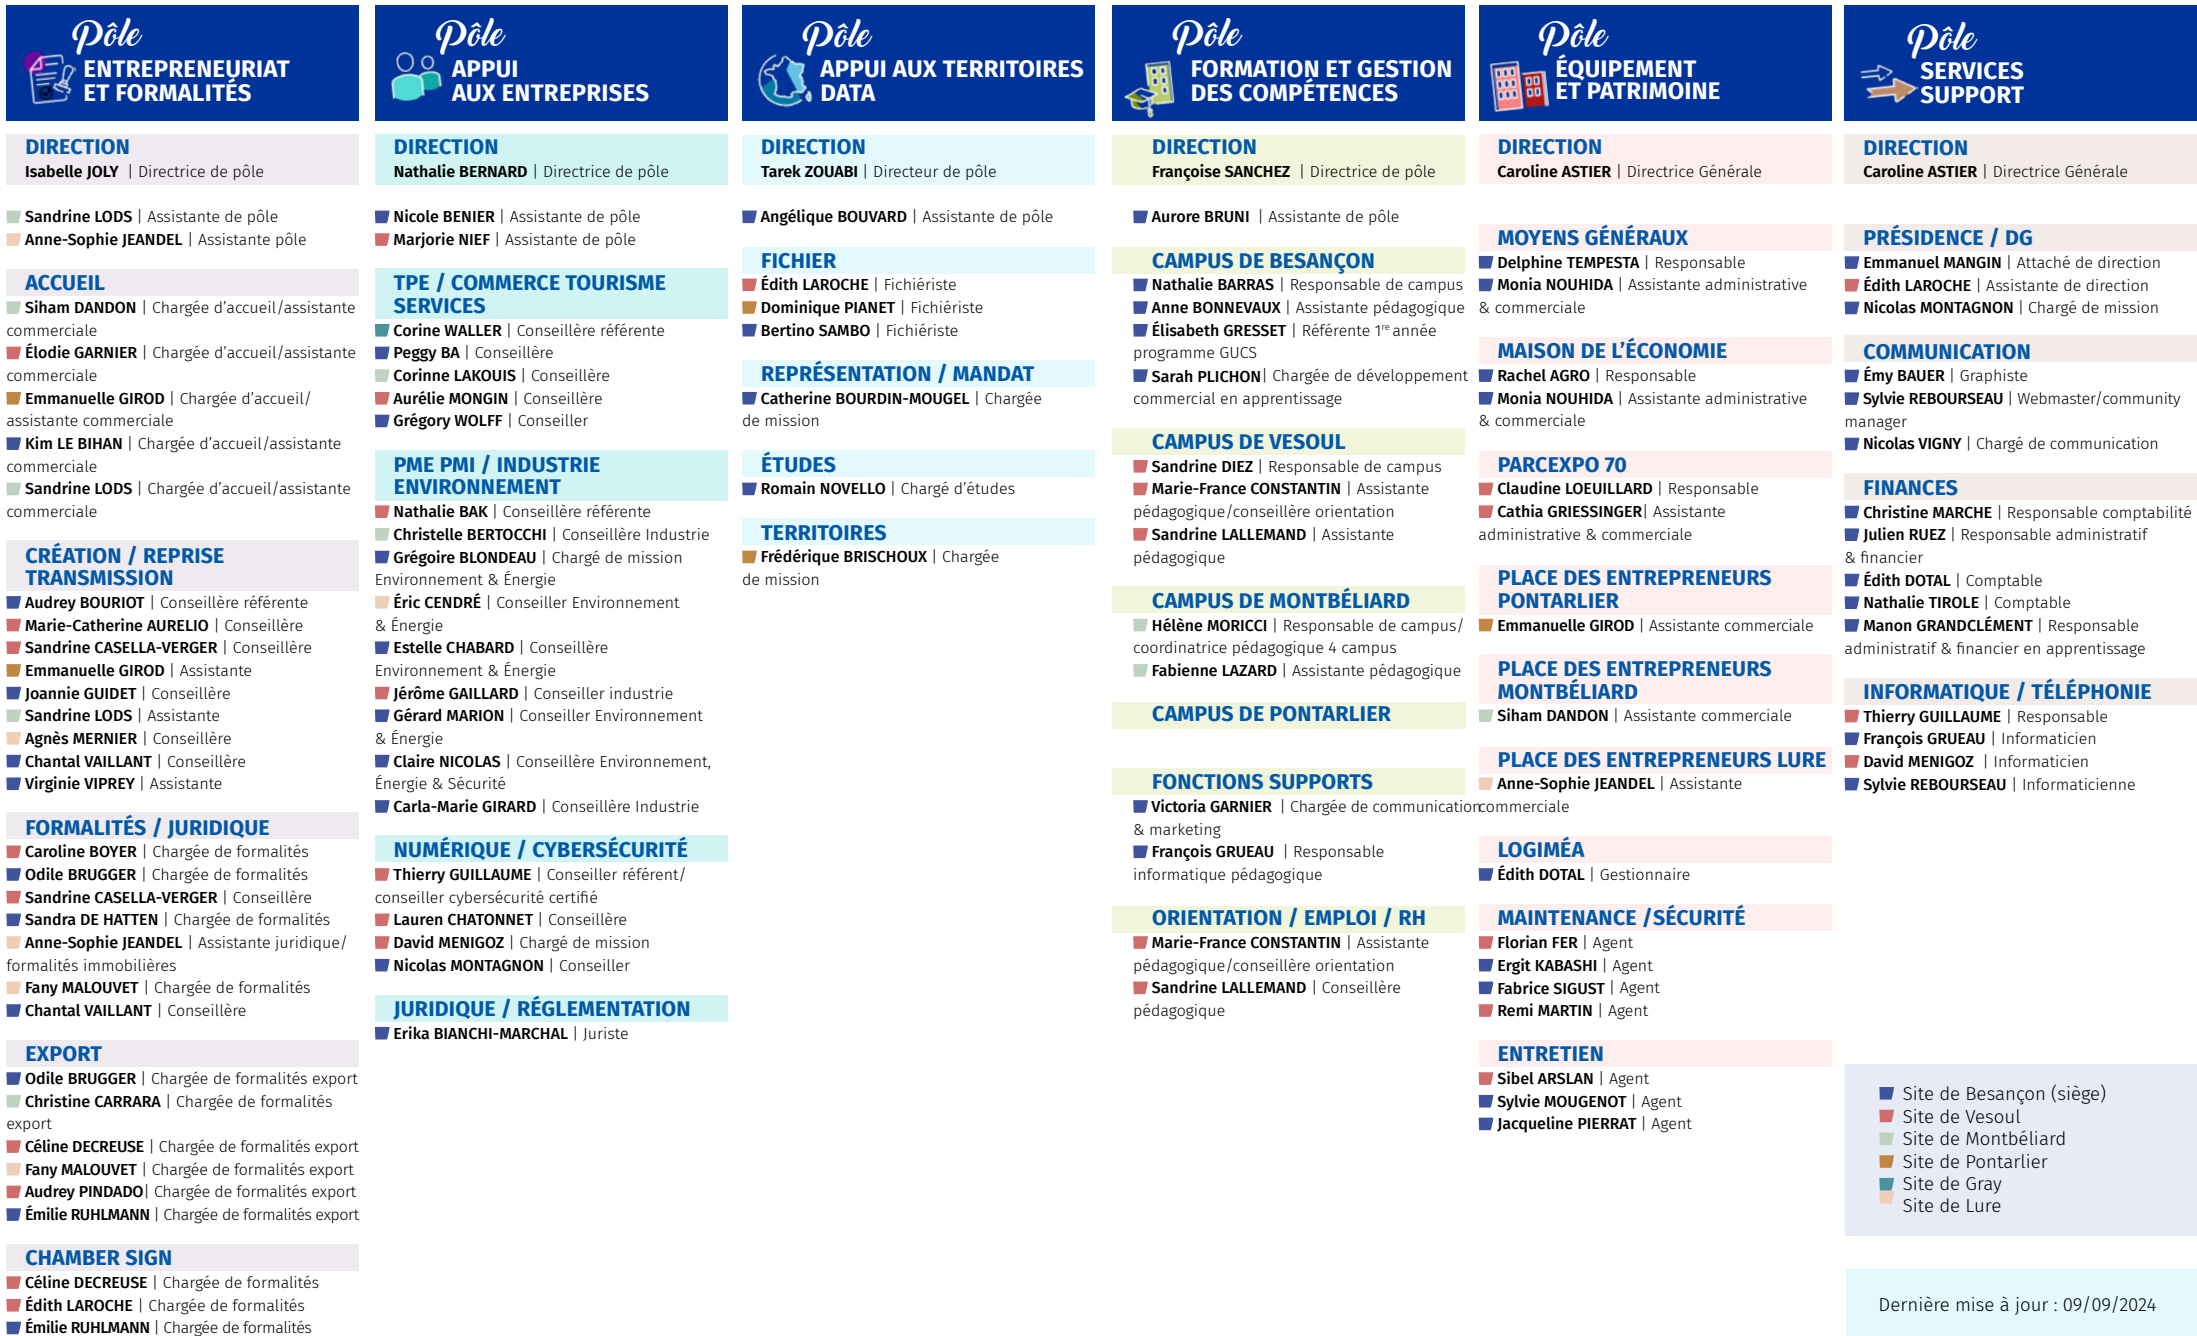 Pôle
ENTREPRENEURIAT
ET FORMALITÉS
DIRECTION
Isabelle JOLY | Directrice de pôle
Sandrine LODS | Assistante de pôle
Anne-Sophie JEANDEL | Assistante pôle
ACCUEIL
Siham DANDON | Chargée d'accueil/assistante
commerciale
Élodie GARNIER | Chargée d'accueil/assistante
commerciale
Emmanuelle GIROD | Chargée d'accueil/
assistante commerciale
Kim LE BIHAN | Chargée d'accueil/assistante
commerciale
Sandrine LODS | Chargée d'accueil/assistante
commerciale
CRÉATION / REPRISE
TRANSMISSION
Audrey BOURIOT | Conseillère référente
Marie-Catherine AURELIO | Conseillère
Sandrine CASELLA-VERGER | Conseillère
Emmanuelle GIROD | Assistante
Joannie GUIDET | Conseillère
Sandrine LODS | Assistante
Agnès MERNIER | Conseillère
Chantal VAILLANT | Conseillère
Virginie VIPREY | Assistante
FORMALITÉS / JURIDIQUE
Caroline BOYER | Chargée de formalités
Odile BRUGGER | Chargée de formalités
Sandrine CASELLA-VERGER | Conseillère
Sandra DE HATTEN | Chargée de formalités
Anne-Sophie JEANDEL | Assistante juridique/
formalités immobilières
Fany MALOUVET | Chargée de formalités
Chantal VAILLANT | Conseillère
EXPORT
Odile BRUGGER | Chargée de formalités export
Christine CARRARA | Chargée de formalités
export
Céline DECREUSE | Chargée de formalités export
Fany MALOUVET | Chargée de formalités export
Audrey PINDADO| Chargée de formalités export
Émilie RUHLMANN | Chargée de formalités export
CHAMBER SIGN
Céline DECREUSE | Chargée de formalités
Édith LAROCHE | Chargée de formalités
Émilie RUHLMANN | Chargée de formalités
Pôle
APPUI
AUX ENTREPRISES
DIRECTION
Nathalie BERNARD | Directrice de pôle
Nicole BENIER | Assistante de pôle
Marjorie NIEF | Assistante de pôle
TPE / COMMERCE TOURISME
SERVICES
Corine WALLER | Conseillère référente
Peggy BA | Conseillère
Corinne LAKOUIS | Conseillère
Aurélie MONGIN | Conseillère
Grégory WOLFF | Conseiller
PME PMI / INDUSTRIE
ENVIRONNEMENT
Nathalie BAK | Conseillère référente
Christelle BERTOCCHI | Conseillère Industrie
Grégoire BLONDEAU | Chargé de mission
Environnement & Énergie
Éric CENDRÉ | Conseiller Environnement
& Énergie
Estelle CHABARD | Conseillère
Environnement & Énergie
Jérôme GAILLARD | Conseiller industrie
Gérard MARION | Conseiller Environnement
& Énergie
Claire NICOLAS | Conseillère Environnement,
Énergie & Sécurité
Carla-Marie GIRARD | Conseillère Industrie
NUMÉRIQUE / CYBERSÉCURITÉ
Thierry GUILLAUME | Conseiller référent/
conseiller cybersécurité certifié
Lauren CHATONNET | Conseillère
David MENIGOZ | Chargé de mission
Nicolas MONTAGNON | Conseiller
JURIDIQUE / RÉGLEMENTATION
Erika BIANCHI-MARCHAL | Juriste
Pôle
APPUI AUX TERRITOIRES
DATA
DIRECTION
Tarek ZOUABI | Directeur de pôle
Angélique BOUVARD | Assistante de pôle
FICHIER
Édith LAROCHE | Fichiériste
Dominique PIANET | Fichiériste
Bertino SAMBO | Fichiériste
REPRÉSENTATION / MANDAT
Catherine BOURDIN-MOUGEL | Chargée
de mission
ÉTUDES
Romain NOVELLO | Chargé d'études
TERRITOIRES
Frédérique BRISCHOUX | Chargée
de mission
Pôle
FORMATION ET GESTION
DES COMPÉTENCES
DIRECTION
Françoise SANCHEZ | Directrice de pôle
Aurore BRUNI | Assistante de pôle
CAMPUS DE BESANÇON
Nathalie BARRAS | Responsable de campus
Anne BONNEVAUX | Assistante pédagogique
Élisabeth GRESSET | Référente 1re année
programme GUCS
Sarah PLICHON| Chargée de développement
commercial en apprentissage
CAMPUS DE VESOUL
Sandrine DIEZ | Responsable de campus
Marie-France CONSTANTIN | Assistante
pédagogique/conseillère orientation
Sandrine LALLEMAND | Assistante
pédagogique
CAMPUS DE MONTBÉLIARD
Hélène MORICCI | Responsable de campus/
coordinatrice pédagogique 4 campus
Fabienne LAZARD | Assistante pédagogique
CAMPUS DE PONTARLIER
FONCTIONS SUPPORTS
Victoria GARNIER | Chargée de communication
& marketing
François GRUEAU | Responsable
informatique pédagogique
ORIENTATION / EMPLOI / RH
Marie-France CONSTANTIN | Assistante
pédagogique/conseillère orientation
Sandrine LALLEMAND | Conseillère
pédagogique
Pôle
ÉQUIPEMENT
ET PATRIMOINE
DIRECTION
Caroline ASTIER | Directrice Générale
MOYENS GÉNÉRAUX
Delphine TEMPESTA | Responsable
Monia NOUHIDA | Assistante administrative
& commerciale
MAISON DE L'ÉCONOMIE
Rachel AGRO | Responsable
Monia NOUHIDA | Assistante administrative
& commerciale
PARCEXPO 70
Claudine LOEUILLARD | Responsable
Cathia GRIESSINGER| Assistante
administrative & commerciale
PLACE DES ENTREPRENEURS
PONTARLIER
Emmanuelle GIROD | Assistante commerciale
PLACE DES ENTREPRENEURS
MONTBÉLIARD
Siham DANDON | Assistante commerciale
PLACE DES ENTREPRENEURS LURE
Anne-Sophie JEANDEL | Assistante
commerciale
LOGIMÉA
Édith DOTAL | Gestionnaire
MAINTENANCE /SÉCURITÉ
Florian FER | Agent
Ergit KABASHI | Agent
Fabrice SIGUST | Agent
Remi MARTIN | Agent
ENTRETIEN
Sibel ARSLAN | Agent
Sylvie MOUGENOT | Agent
Jacqueline PIERRAT | Agent
Pôle
SERVICES
SUPPORT
DIRECTION
Caroline ASTIER | Directrice Générale
PRÉSIDENCE / DG
Emmanuel MANGIN | Attaché de direction
Édith LAROCHE | Assistante de direction
Nicolas MONTAGNON | Chargé de mission
COMMUNICATION
Émy BAUER | Graphiste
Sylvie REBOURSEAU | Webmaster/community
manager
Nicolas VIGNY | Chargé de communication
FINANCES
Christine MARCHE | Responsable comptabilité
Julien RUEZ | Responsable administratif
& financier
Édith DOTAL | Comptable
Nathalie TIROLE | Comptable
Manon GRANDCLÉMENT | Responsable
administratif & financier en apprentissage
INFORMATIQUE / TÉLÉPHONIE
Thierry GUILLAUME | Responsable
François GRUEAU | Informaticien
David MENIGOZ | Informaticien
Sylvie REBOURSEAU | Informaticienne
Site de Besançon (siège)
Site de Vesoul
Site de Montbéliard
Site de Pontarlier
Site de Gray
Site de Lure
Dernière mise à jour : 09/09/2024